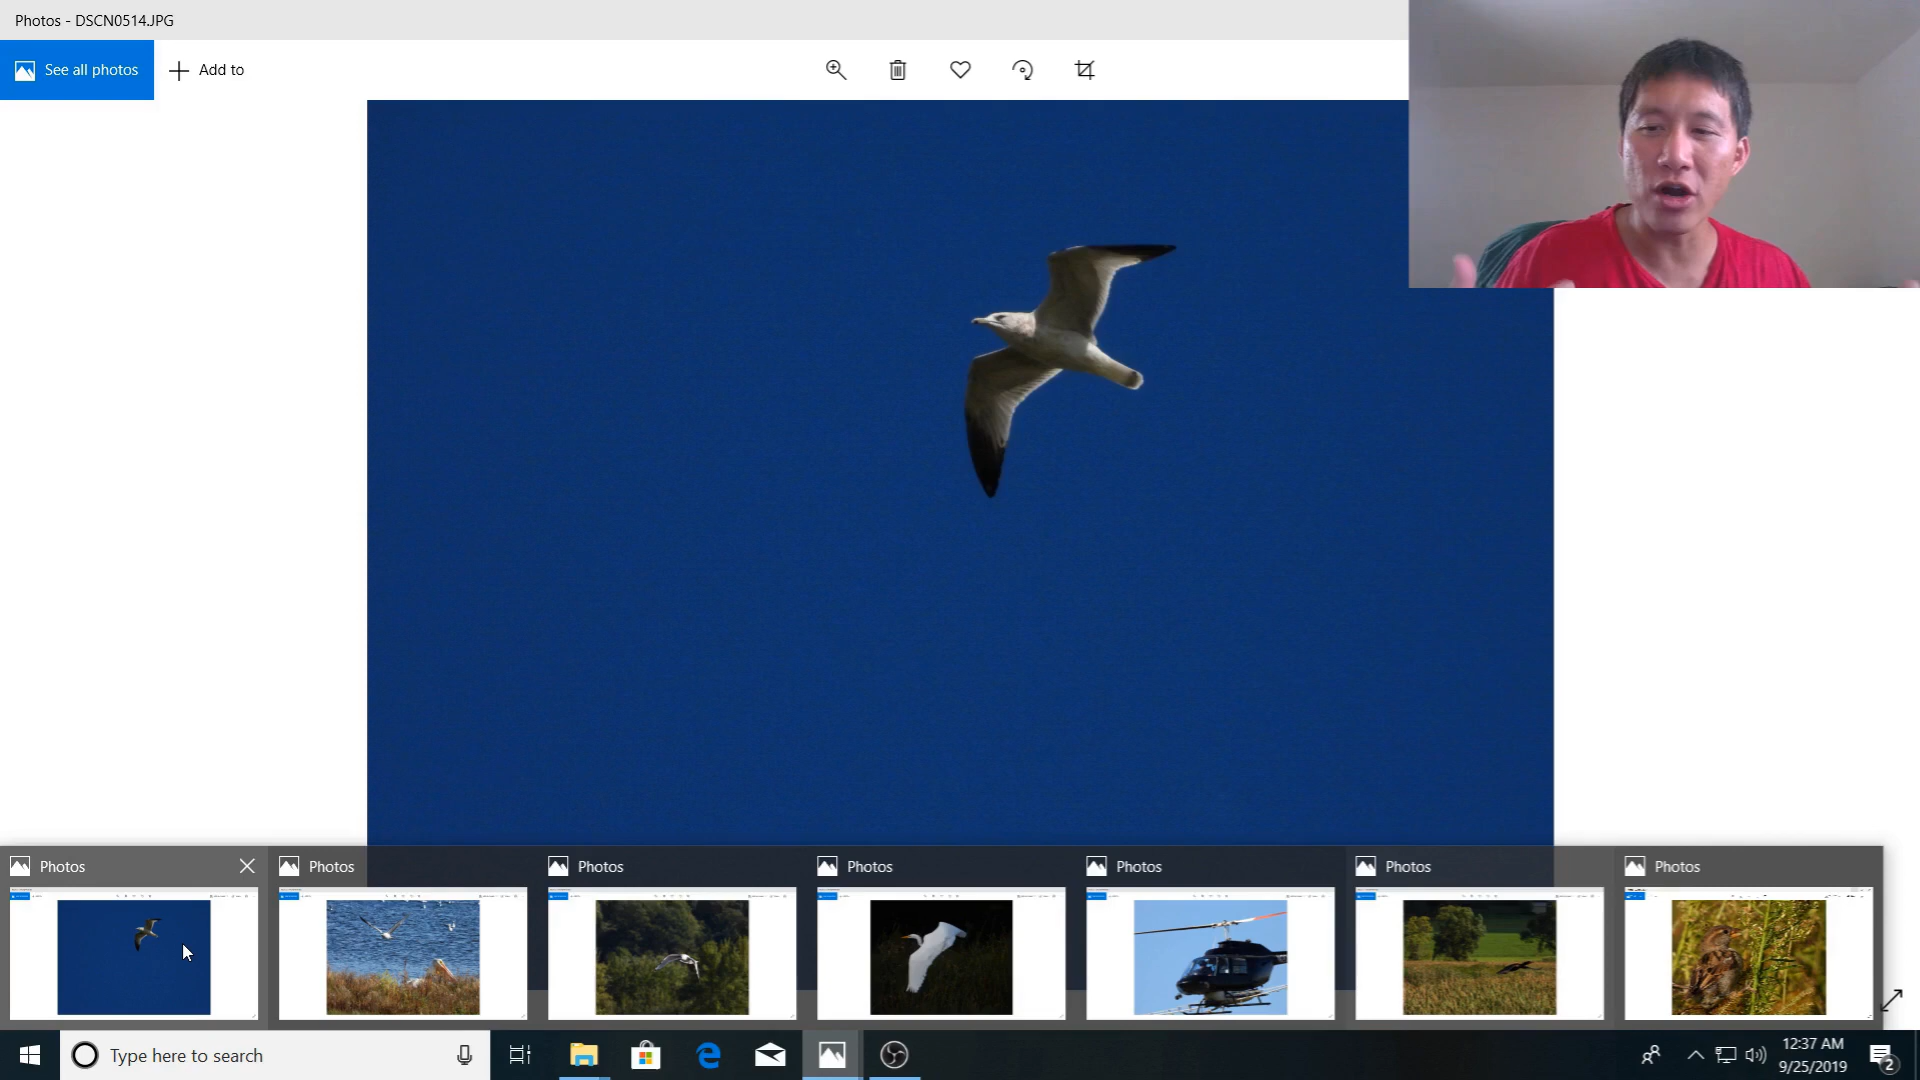 Photos - DSCN0514.JPG
See all photos
Add to
Photos
Photos
Photos
Photos
Photos
Photos
Photos
Type here to search
12:37 AM
9/25/2019
2